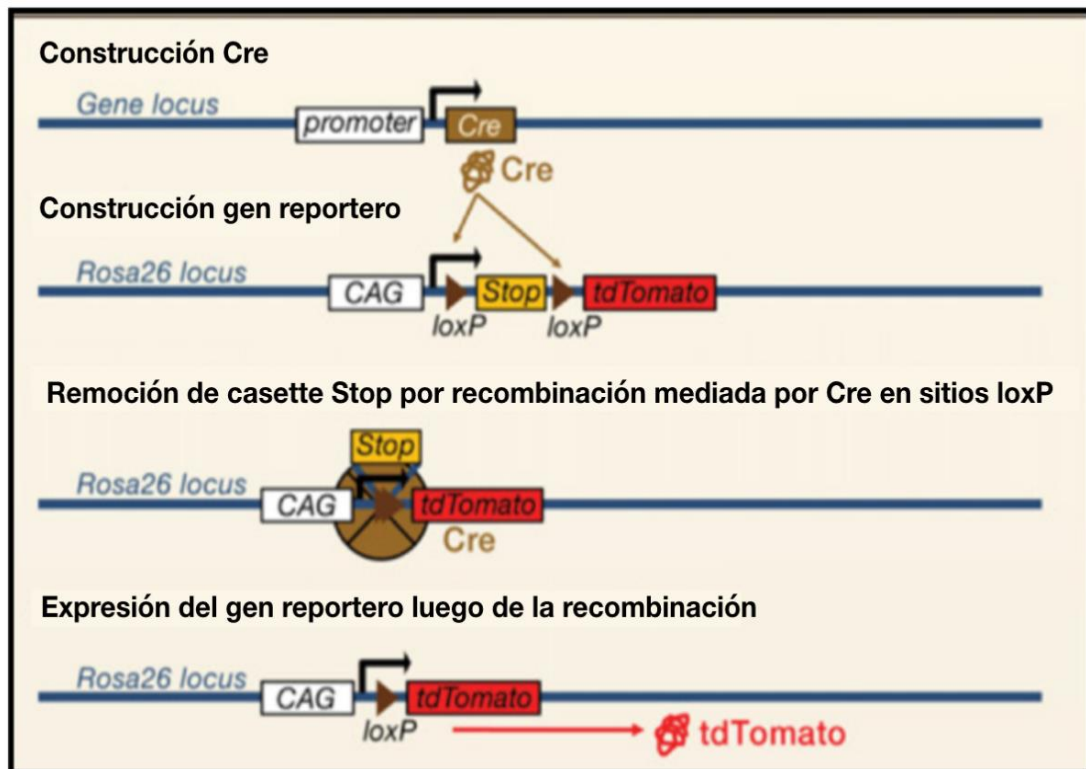 Construcción Cre
Gene locus
promoter
Cre
Cre
Construcción gen reportero
Rosa26 locus
CAG
Stop
tdTomato
loxP
loxP
Remoción de casette Stop por recombinación mediada por Cre en sitios loxP
Stop
Rosa26 locus
CAG
tdTomato
Cre
Expresión del gen reportero luego de la recombinación
Rosa26 locus
CAG
tdTomato
loxP
tdTomato